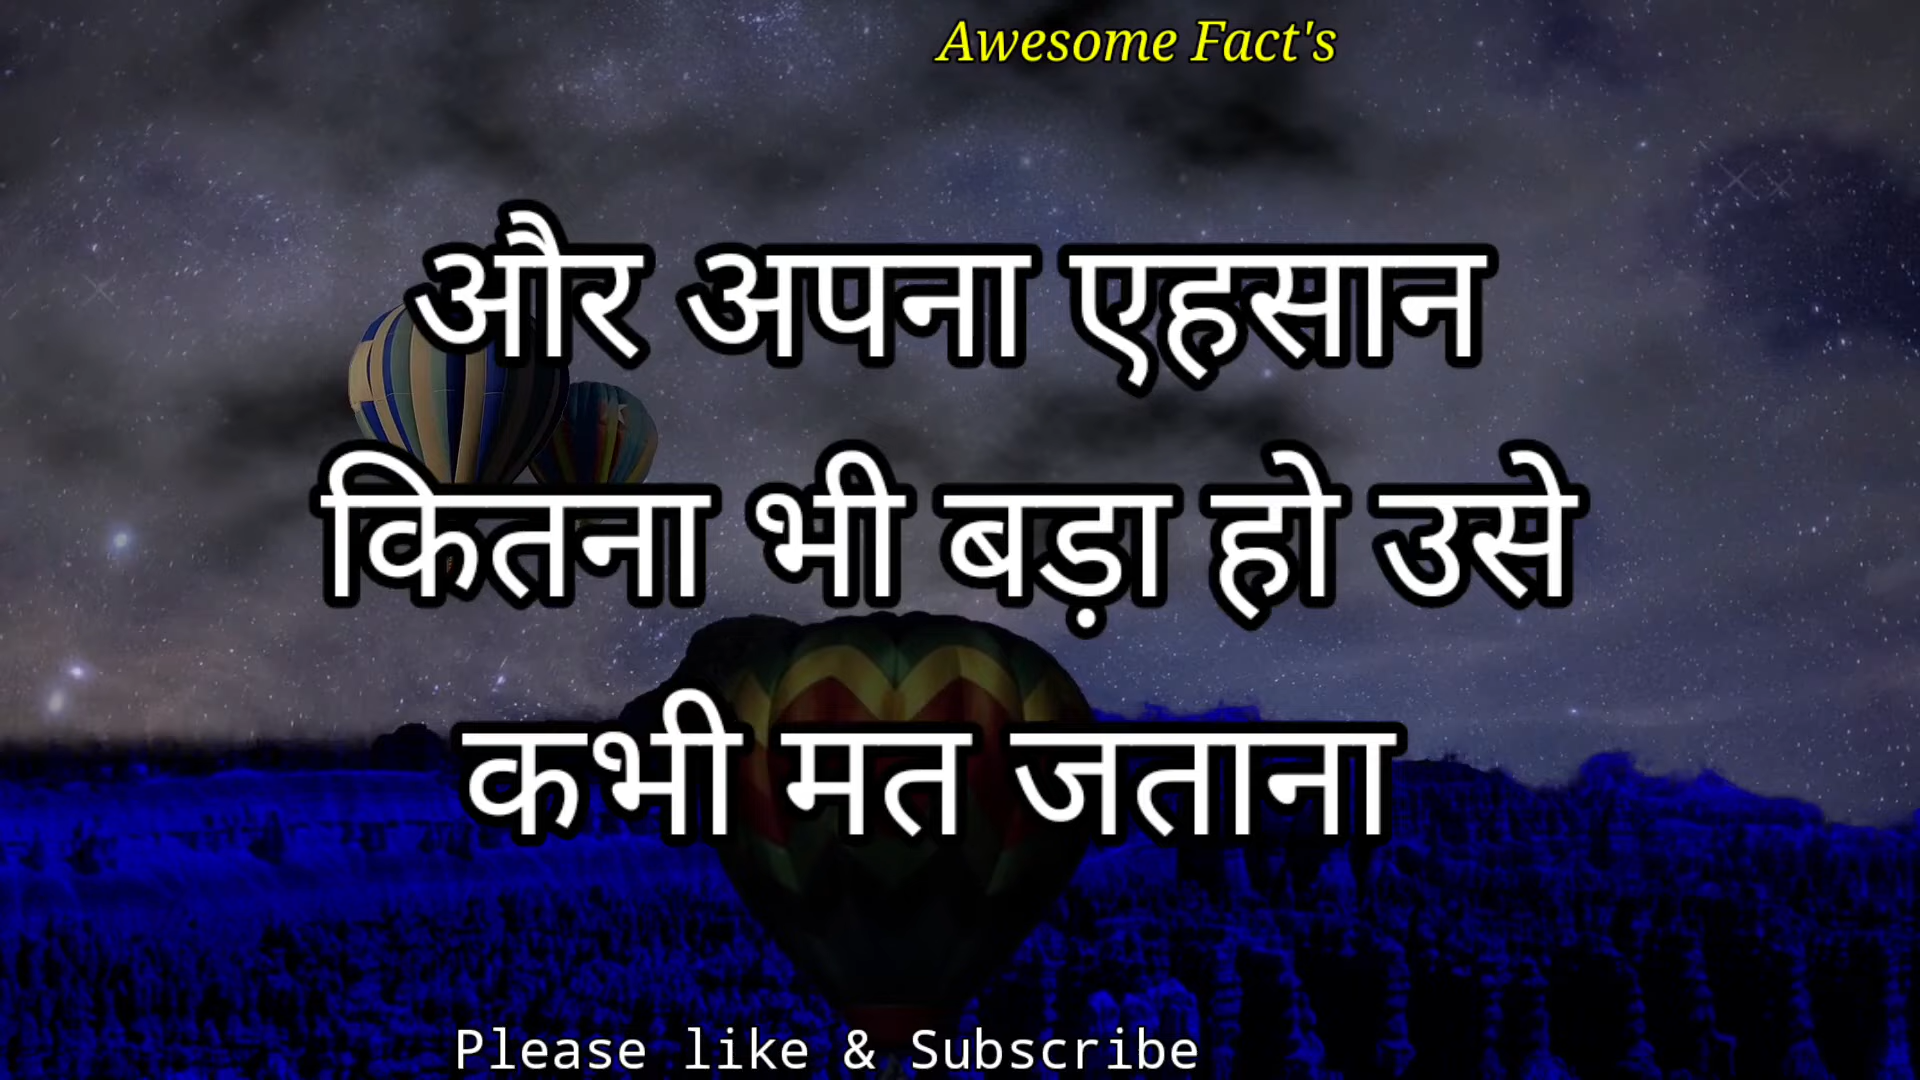 Awesome Fact's
और अपना एहसान
कितना भी बड़ा हो उसे
कभी मत जताना
Please like & Subscribe